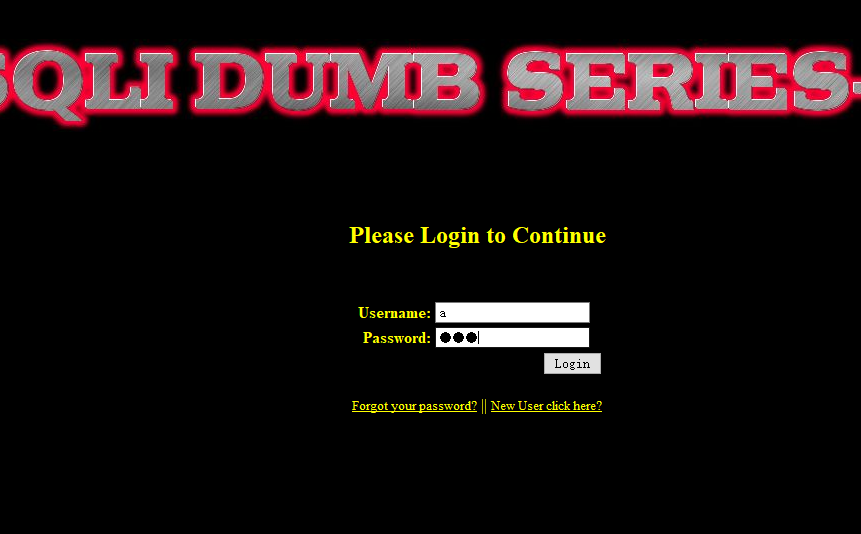 SQLI DUMB SERIES-
Please Login to Continue
Username: a
Password: ●●●
Login
Forgot your password? || New User click here?